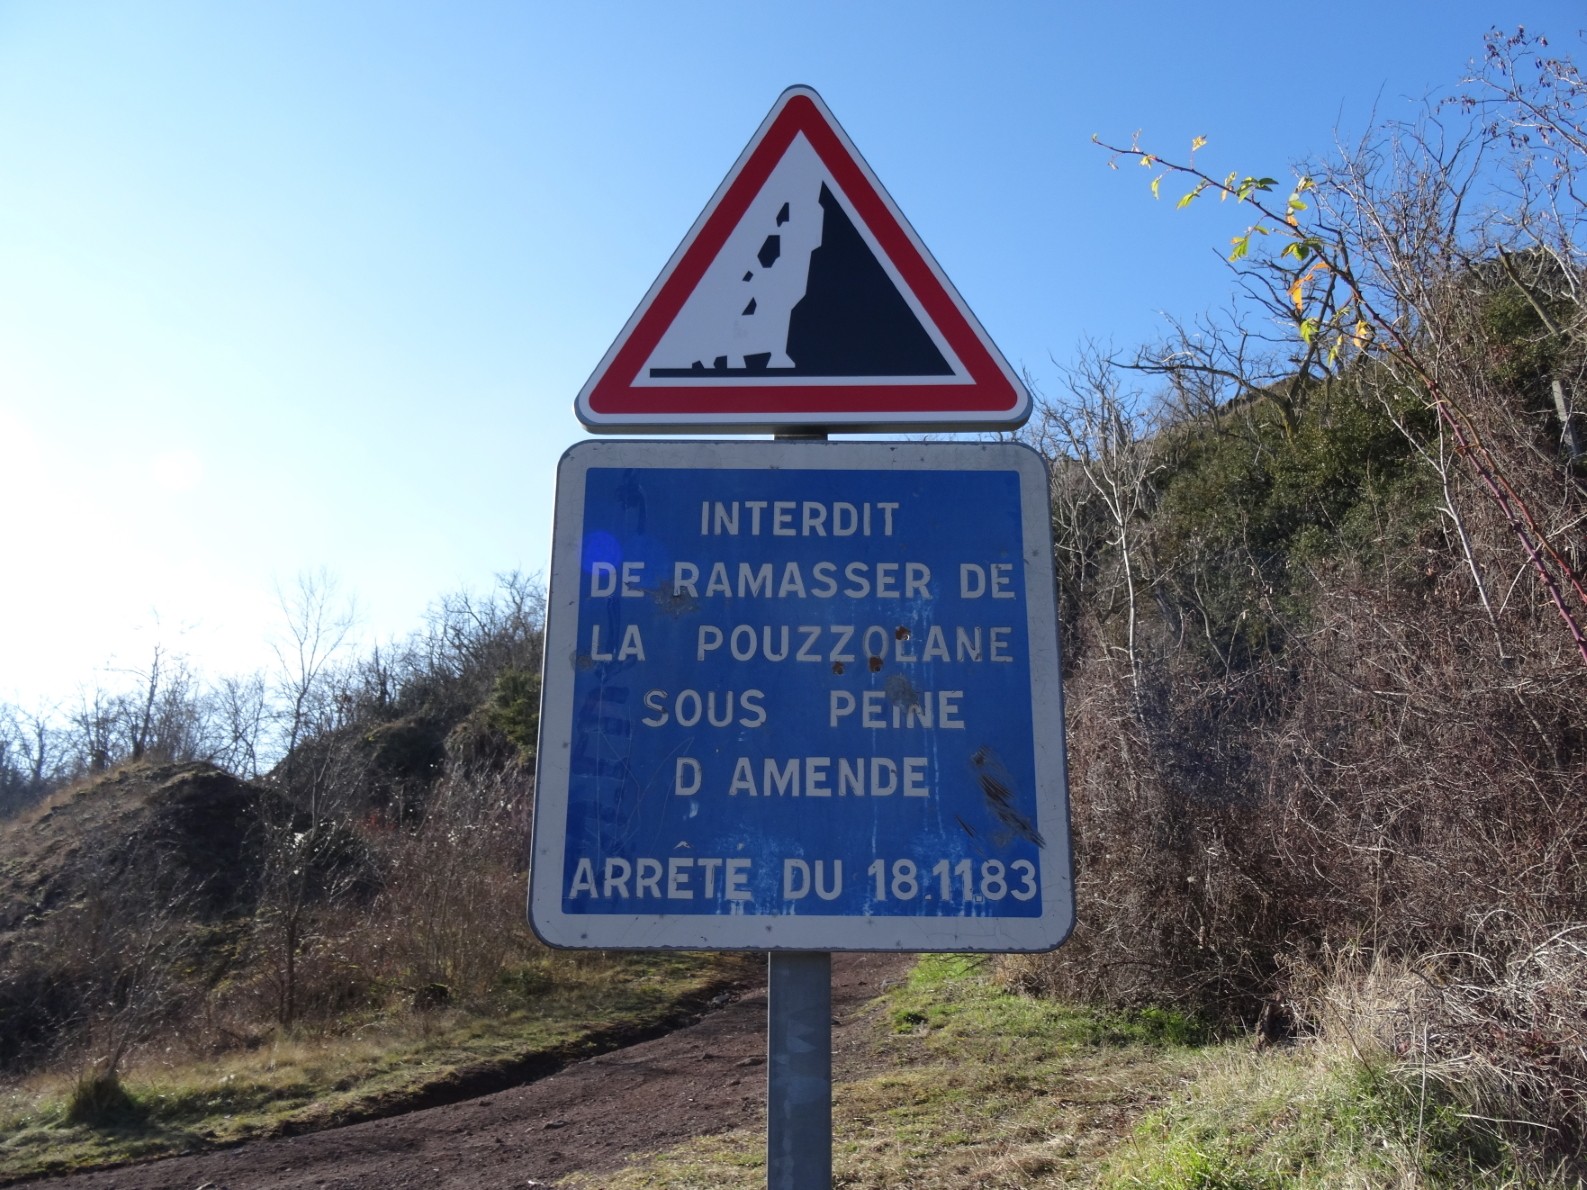 INTERDIT
DE RAMASSER DE
LA POUZZOLANE
SOUS PEINE
D AMENDE
ARRÊTÉ DU 18.11.83